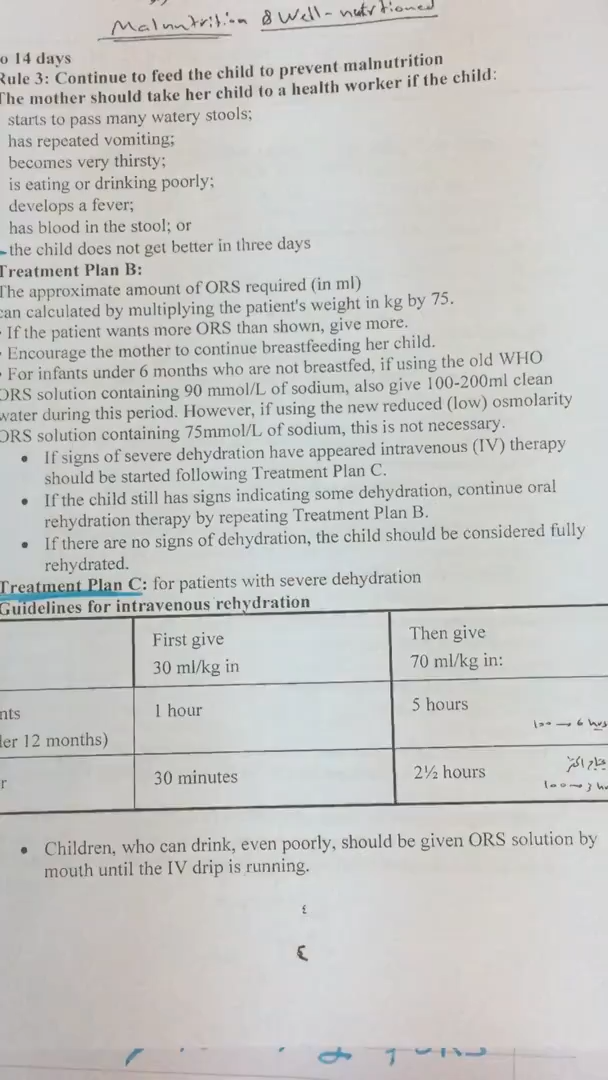 Malnutrition & Well-nutrtioned
o 14 days
Rule 3: Continue to feed the child to prevent malnutrition
The mother should take her child to a health worker if the child:
starts to pass many watery stools;
has repeated vomiting;
becomes very thirsty;
is eating or drinking poorly;
develops a fever;
has blood in the stool; or
-the child does not get better in three days
Treatment Plan B:
The approximate amount of ORS required (in ml)
can calculated by multiplying the patient's weight in kg by 75.
- If the patient wants more ORS than shown, give more.
- Encourage the mother to continue breastfeeding her child.
- For infants under 6 months who are not breastfed, if using the old WHO
ORS solution containing 90 mmol/L of sodium, also give 100-200ml clean
water during this period. However, if using the new reduced (low) osmolarity
ORS solution containing 75mmol/L of sodium, this is not necessary.
• If signs of severe dehydration have appeared intravenous (IV) therapy
should be started following Treatment Plan C.
• If the child still has signs indicating some dehydration, continue oral
rehydration therapy by repeating Treatment Plan B.
• If there are no signs of dehydration, the child should be considered fully
rehydrated.
Treatment Plan C: for patients with severe dehydration
Guidelines for intravenous rehydration
First give
30 ml/kg in
Then give
70 ml/kg in:
nts
der 12 months)
1 hour
5 hours
100 → 6 hrs
r
30 minutes
2½ hours
100 → 3 hr
• Children, who can drink, even poorly, should be given ORS solution by
mouth until the IV drip is running.
٤